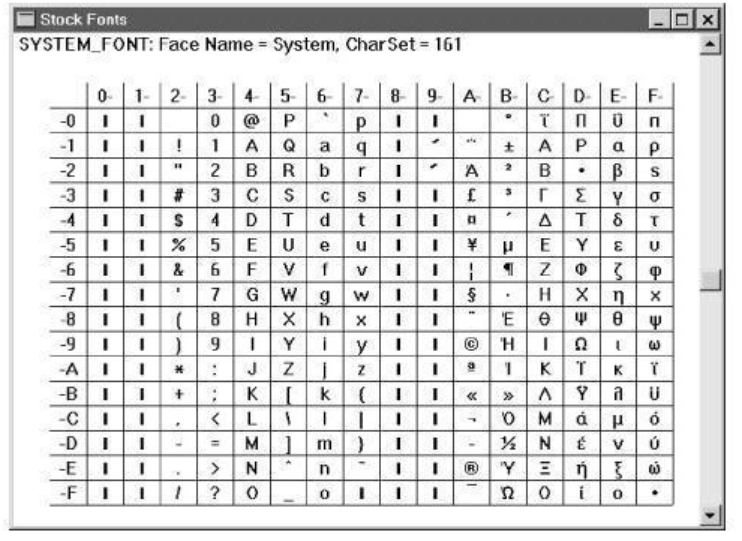 Stock Fonts
SYSTEM_FONT: Face Name = System, CharSet = 161
0- 1- 2- 3- 4- 5- 6- 7- 8- 9- A- B- C- D- E- F-
-0 ▌ ▌ 0 @ P ` p ▌ ▌ ° ΐ Π ΰ π
-1 ▌ ▌ ! 1 A Q a q ▌ ‘ ΅ ± Α Ρ α ρ
-2 ▌ ▌ " 2 B R b r ▌ ’ Ά ² Β • β ς
-3 ▌ ▌ # 3 C S c s ▌ ▌ £ ³ Γ Σ γ σ
-4 ▌ ▌ $ 4 D T d t ▌ ▌ ¤ ΄ Δ Τ δ τ
-5 ▌ ▌ % 5 E U e u ▌ ▌ ¥ µ Ε Υ ε υ
-6 ▌ ▌ & 6 F V f v ▌ ▌ ¦ ¶ Ζ Φ ζ φ
-7 ▌ ▌ ' 7 G W g w ▌ ▌ § · Η Χ η χ
-8 ▌ ▌ ( 8 H X h x ▌ ▌ ¨ Έ Θ Ψ θ ψ
-9 ▌ ▌ ) 9 I Y i y ▌ ▌ © Ή Ι Ω ι ω
-A ▌ ▌ * : J Z j z ▌ ▌ ª Ί Κ Ϊ κ ϊ
-B ▌ ▌ + ; K [ k { ▌ ▌ « » Λ Ϋ λ ϋ
-C ▌ ▌ , < L \ l | ▌ ▌ ¬ Ό Μ ά μ ό
-D ▌ ▌ - = M ] m } ▌ ▌ - ½ Ν έ ν ύ
-E ▌ ▌ . > N ^ n ~ ▌ ▌ ® Ύ Ξ ή ξ ώ
-F ▌ ▌ / ? O _ o ▌ ▌ ▌ ¯ Ώ Ο ί ο •